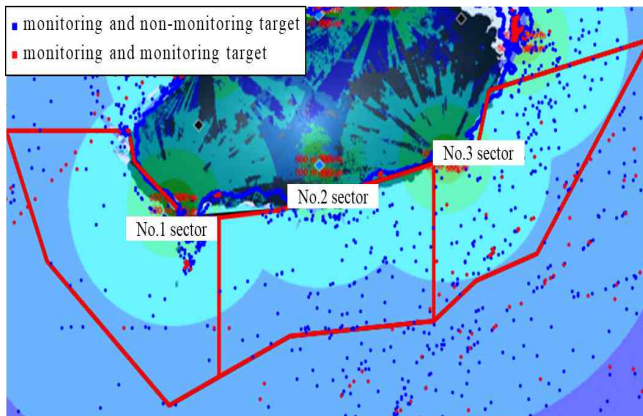 monitoring and non-monitoring target
monitoring and monitoring target
No.3 sector
No.2 sector
No.1 sector